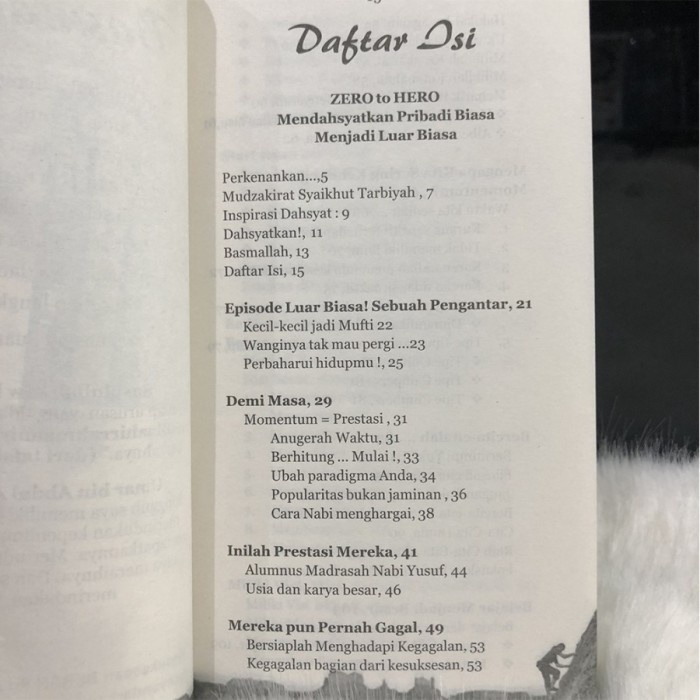 Daftar Isi
ZERO to HERO
Mendahsyatkan Pribadi Biasa
Menjadi Luar Biasa
Perkenankan...,5
Mudzakirat Syaikhut Tarbiyah , 7
Inspirasi Dahsyat : 9
Dahsyatkan!, 11
Basmallah, 13
Daftar Isi, 15
Episode Luar Biasa! Sebuah Pengantar, 21
Kecil-kecil jadi Mufti 22
Wanginya tak mau pergi ...23
Perbaharui hidupmu !, 25
Demi Masa, 29
Momentum = Prestasi , 31
Anugerah Waktu, 31
Berhitung ... Mulai !, 33
Ubah paradigma Anda, 34
Popularitas bukan jaminan , 36
Cara Nabi menghargai, 38
Inilah Prestasi Mereka, 41
Alumnus Madrasah Nabi Yusuf, 44
Usia dan karya besar, 46
Mereka pun Pernah Gagal, 49
Bersiaplah Menghadapi Kegagalan, 53
Kegagalan bagian dari kesuksesan, 53